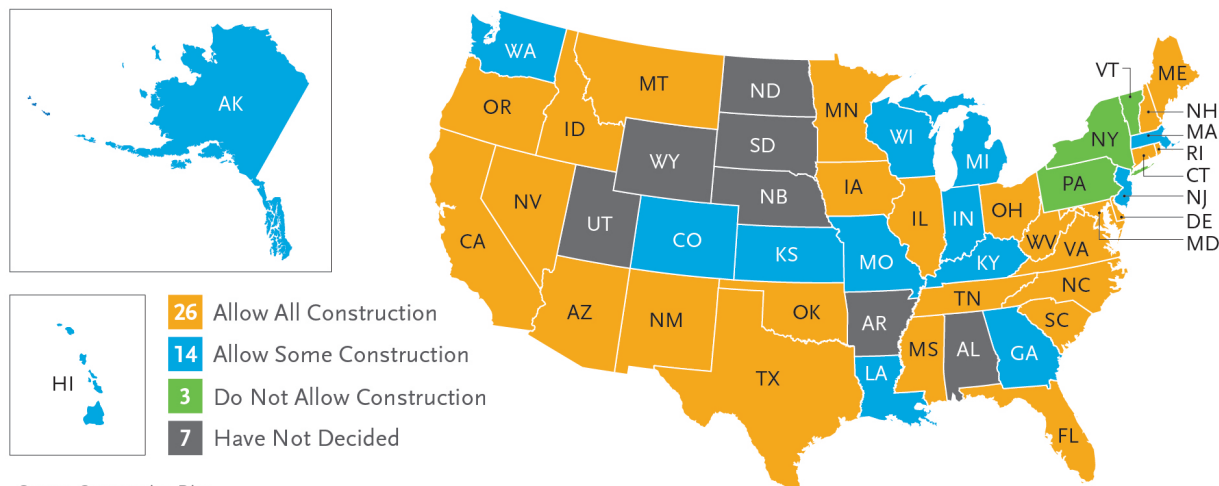 AK
HI
26 Allow All Construction
14 Allow Some Construction
3 Do Not Allow Construction
7 Have Not Decided
WA
MT
ND
MN
VT
ME
OR
ID
WY
SD
WI
MI
NY
NH
MA
RI
CT
NJ
DE
MD
NV
UT
NB
IA
PA
CA
CO
KS
MO
IL
IN
OH
WV
VA
KY
AZ
NM
OK
AR
TN
NC
SC
TX
LA
MS
AL
GA
FL